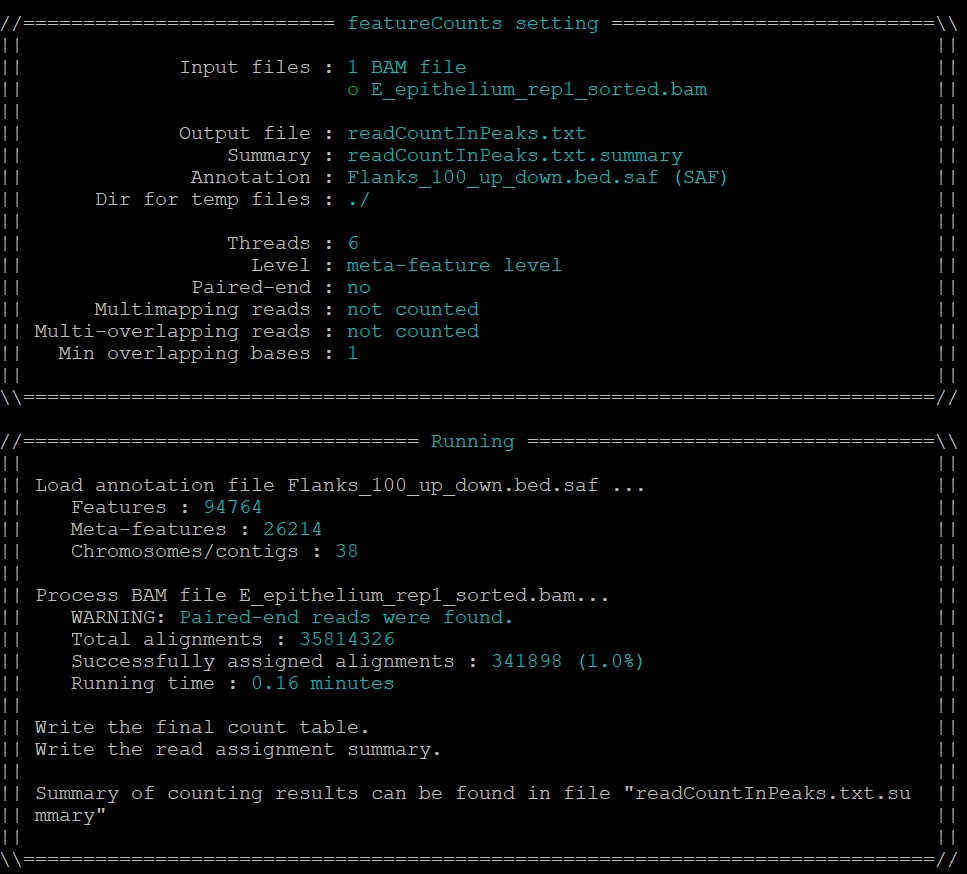 //========================== featureCounts setting ===========================\\
||                                                                            ||
||             Input files : 1 BAM file                                       ||
||                           o E_epithelium_rep1_sorted.bam                   ||
||                                                                            ||
||             Output file : readCountInPeaks.txt                             ||
||                 Summary : readCountInPeaks.txt.summary                     ||
||              Annotation : Flanks_100_up_down.bed.saf (SAF)                 ||
||      Dir for temp files : ./                                               ||
||                                                                            ||
||                 Threads : 6                                                ||
||                   Level : meta-feature level                               ||
||              Paired-end : no                                               ||
||      Multimapping reads : not counted                                      ||
|| Multi-overlapping reads : not counted                                      ||
||   Min overlapping bases : 1                                                ||
||                                                                            ||
\\============================================================================//

//================================= Running ==================================\\
||                                                                            ||
|| Load annotation file Flanks_100_up_down.bed.saf ...                        ||
||    Features : 94764                                                        ||
||    Meta-features : 26214                                                   ||
||    Chromosomes/contigs : 38                                                ||
||                                                                            ||
|| Process BAM file E_epithelium_rep1_sorted.bam...                           ||
||    WARNING: Paired-end reads were found.                                   ||
||    Total alignments : 35814326                                             ||
||    Successfully assigned alignments : 341898 (1.0%)                        ||
||    Running time : 0.16 minutes                                             ||
||                                                                            ||
|| Write the final count table.                                               ||
|| Write the read assignment summary.                                         ||
||                                                                            ||
|| Summary of counting results can be found in file "readCountInPeaks.txt.su  ||
|| mmary"                                                                     ||
||                                                                            ||
\\============================================================================//